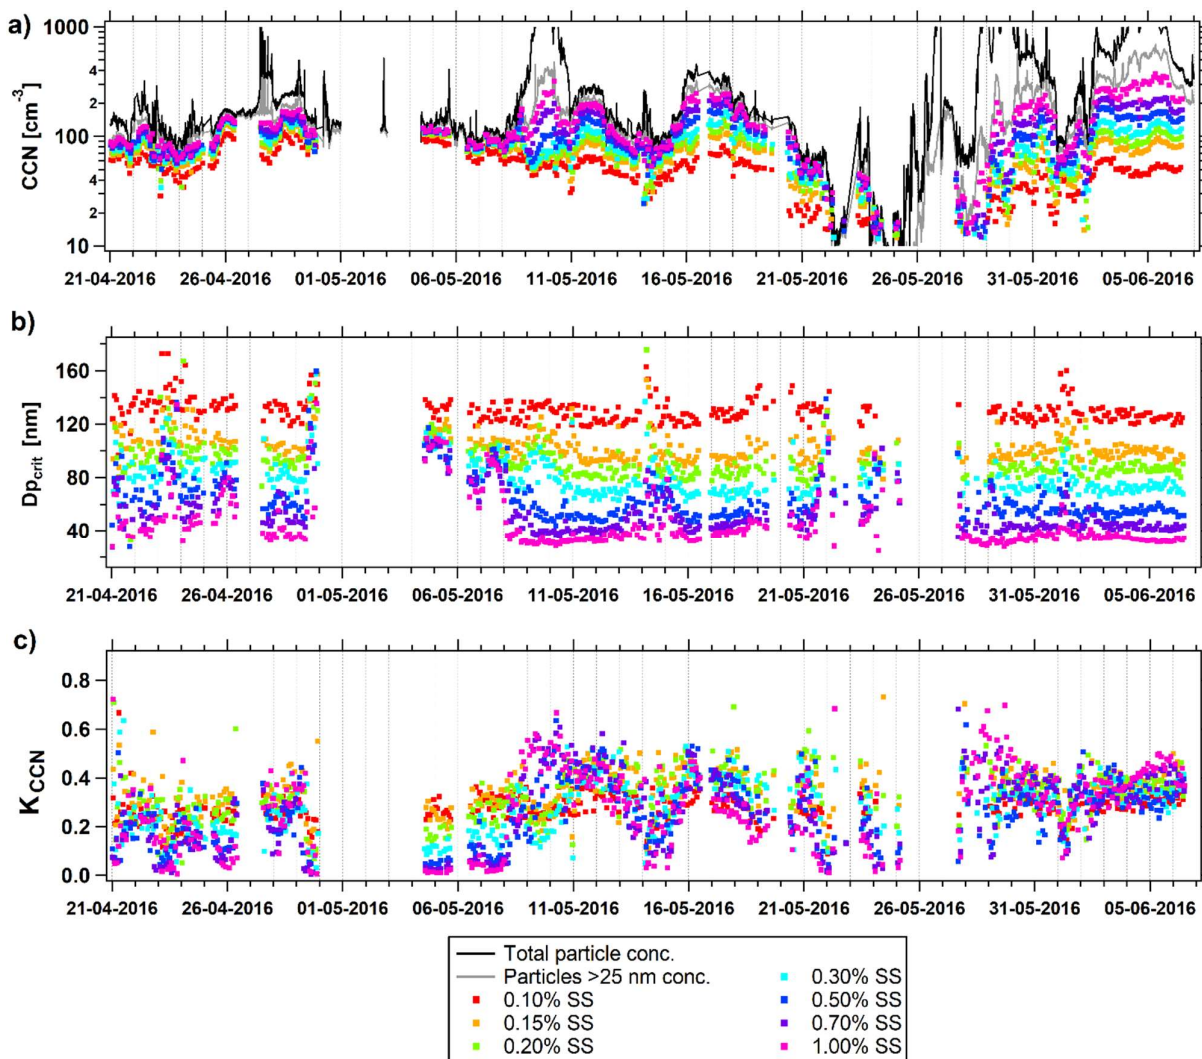 a)
1000
4
2
100
4
2
10
CCN [cm⁻³]
21-04-2016 26-04-2016 01-05-2016 06-05-2016 11-05-2016 16-05-2016 21-05-2016 26-05-2016 31-05-2016 05-06-2016
b)
160
120
80
40
Dp_crit [nm]
21-04-2016 26-04-2016 01-05-2016 06-05-2016 11-05-2016 16-05-2016 21-05-2016 26-05-2016 31-05-2016 05-06-2016
c)
0.8
0.6
0.4
0.2
0.0
K_CCN
21-04-2016 26-04-2016 01-05-2016 06-05-2016 11-05-2016 16-05-2016 21-05-2016 26-05-2016 31-05-2016 05-06-2016
Total particle conc.
Particles >25 nm conc.
0.10% SS
0.15% SS
0.20% SS
0.30% SS
0.50% SS
0.70% SS
1.00% SS